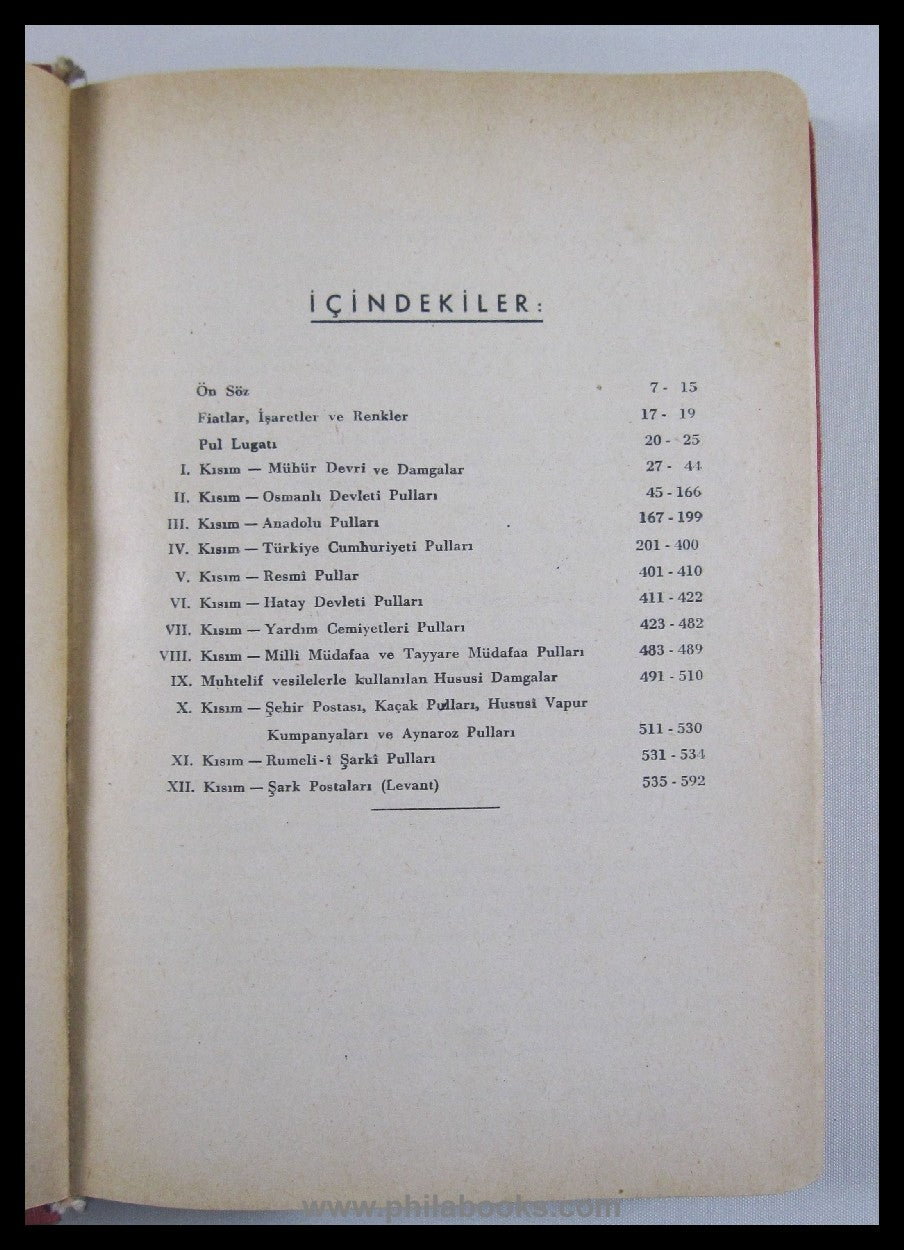 İÇİNDEKİLER:
Ön Söz 7 - 15
Fiatlar, İşaretler ve Renkler 17 - 19
Pul Lugatı 20 - 25
I. Kısım — Mühür Devri ve Damgalar 27 - 44
II. Kısım — Osmanlı Devleti Pulları 45 - 166
III. Kısım — Anadolu Pulları 167 - 199
IV. Kısım — Türkiye Cumhuriyeti Pulları 201 - 400
V. Kısım — Resmî Pullar 401 - 410
VI. Kısım — Hatay Devleti Pulları 411 - 422
VII. Kısım — Yardım Cemiyetleri Pulları 423 - 482
VIII. Kısım — Milli Müdafaa ve Tayyare Müdafaa Pulları 483 - 489
IX. Muhtelif vesilelerle kullanılan Hususi Damgalar 491 - 510
X. Kısım — Şehir Postası, Kaçak Pulları, Hususî Vapur
Kumpanyaları ve Aynaroz Pulları 511 - 530
XI. Kısım — Rumeli-i Şarkî Pulları 531 - 534
XII. Kısım — Şark Postaları (Levant) 535 - 592
www.philabooks.com